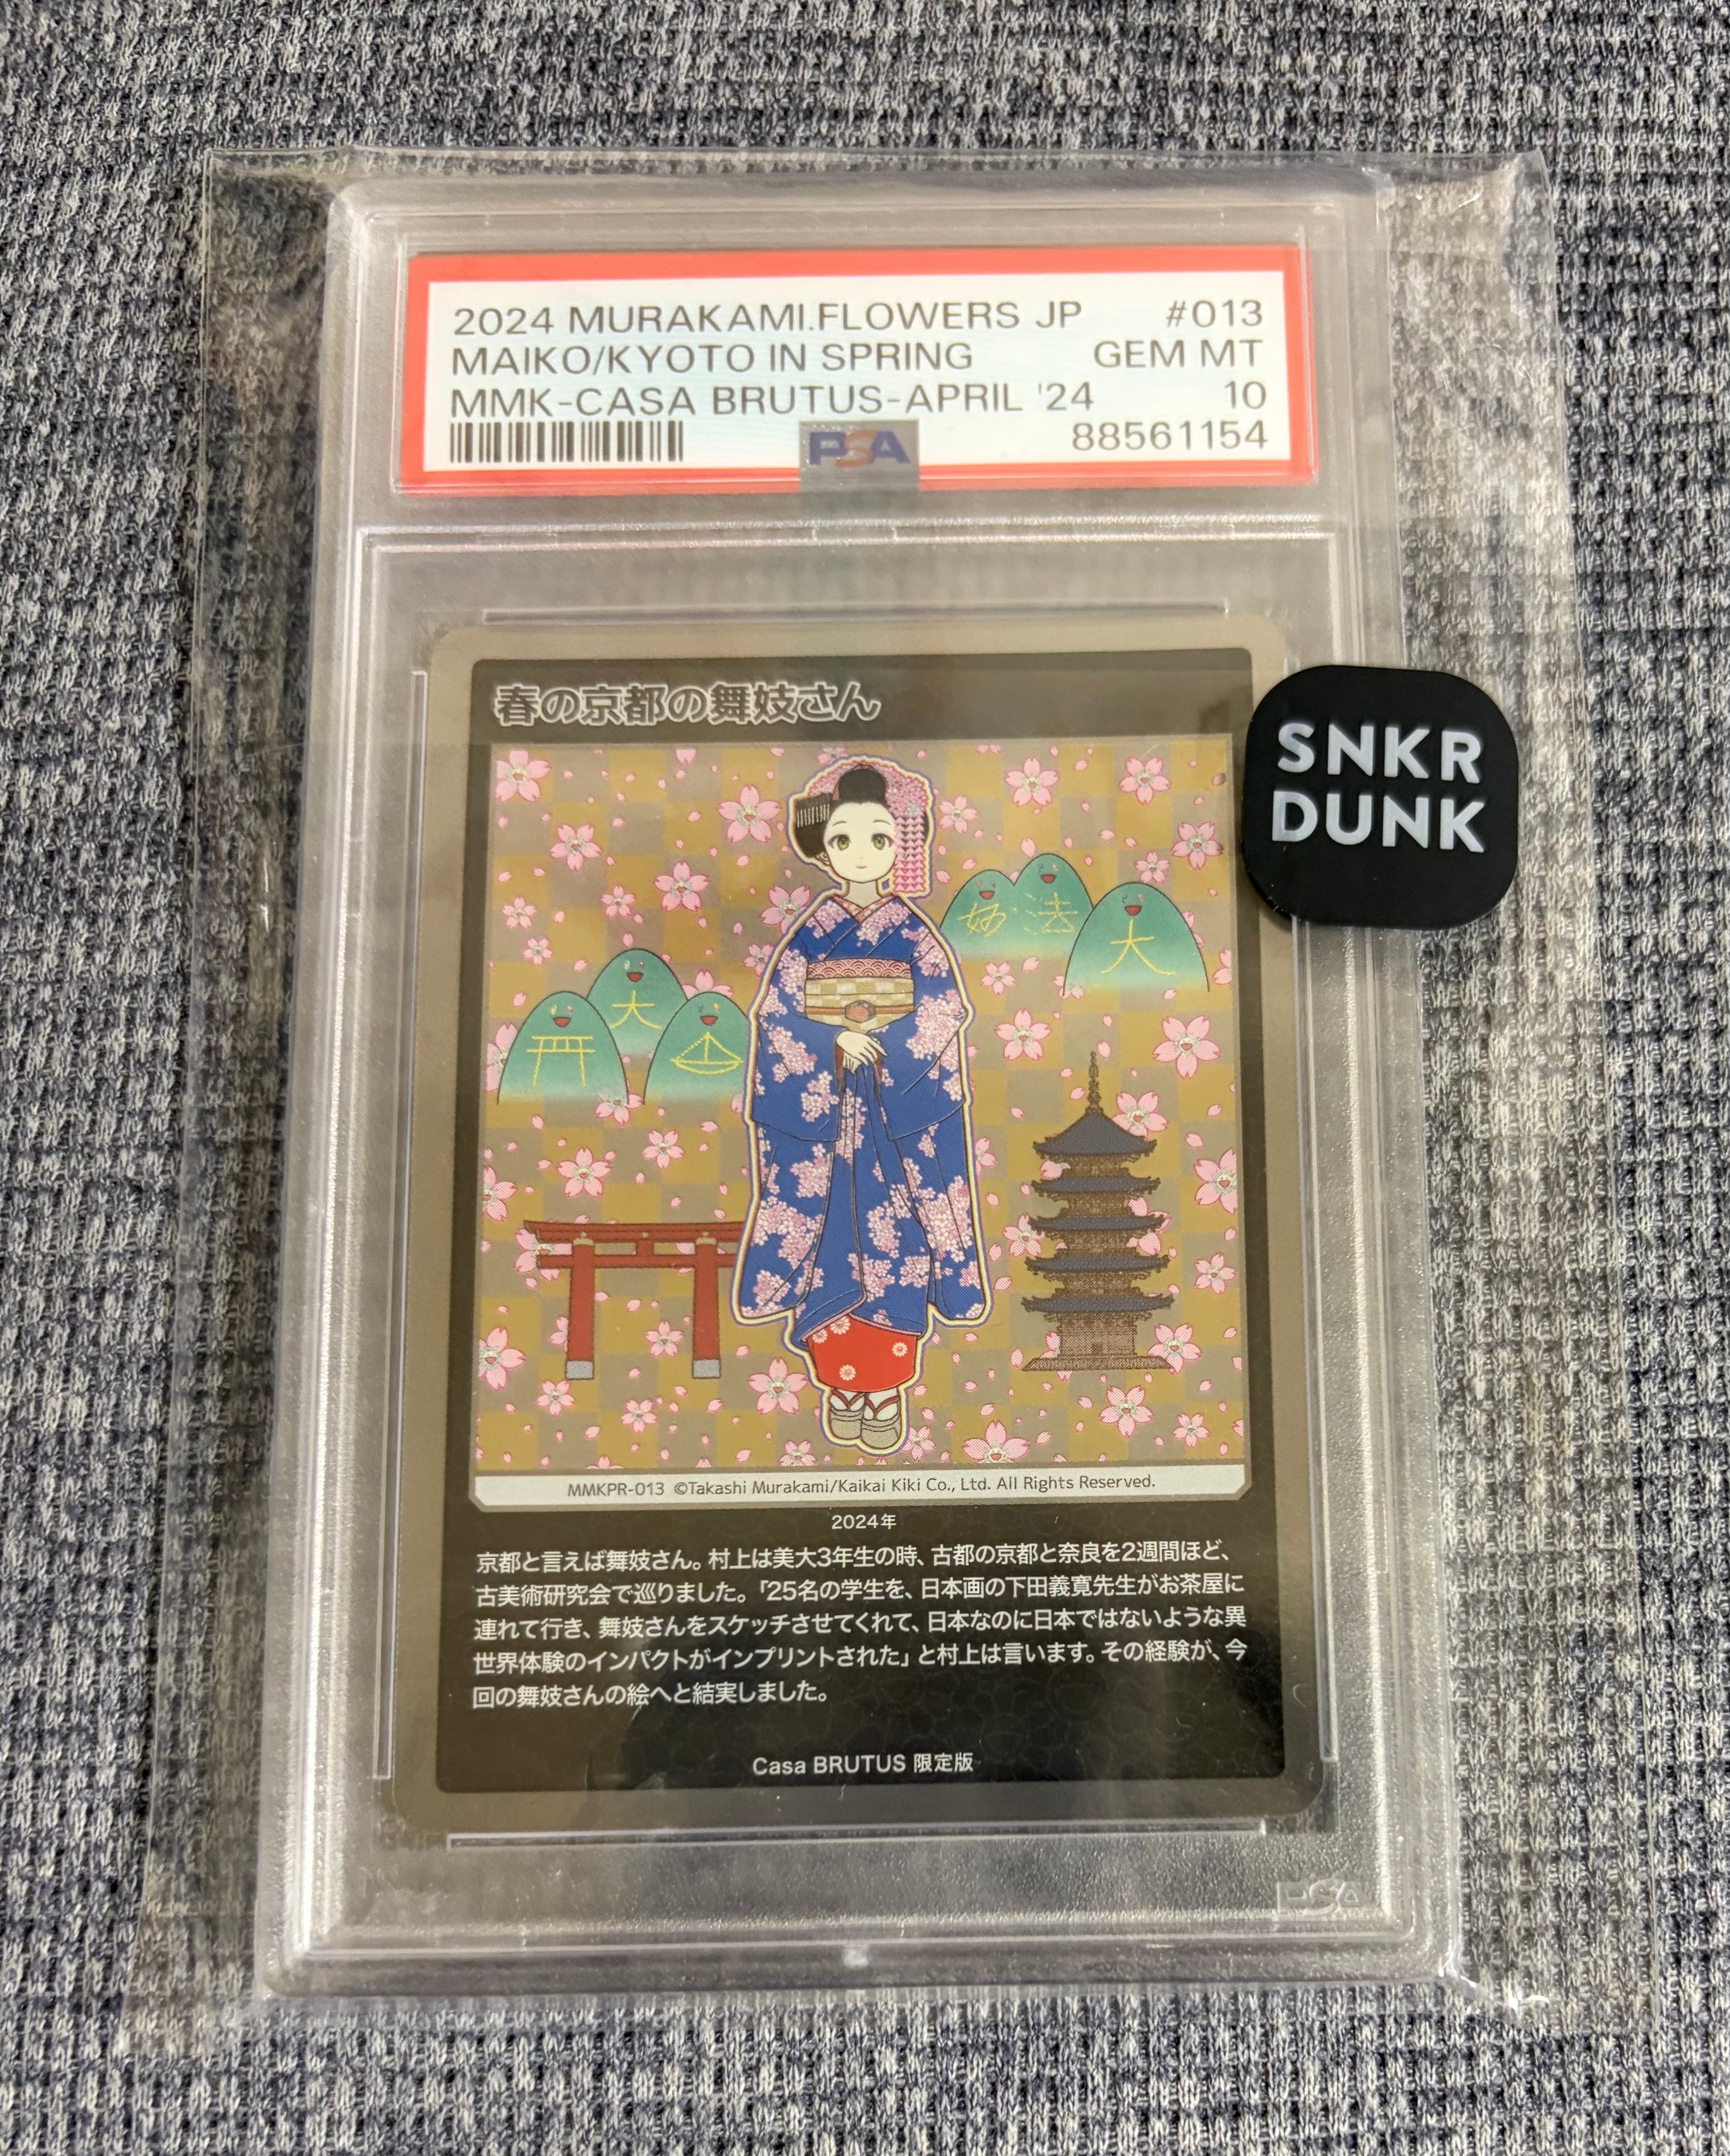 2024 MURAKAMI.FLOWERS JP #013
MAIKO/KYOTO IN SPRING GEM MT
MMK-CASA BRUTUS-APRIL '24 10
PSA 88561154
春の京都の舞妓さん
SNKR
DUNK
妙 法
大
大
MMKPR-013 ©Takashi Murakami/Kaikai Kiki Co., Ltd. All Rights Reserved.
2024年
京都と言えば舞妓さん。村上は美大3年生の時、古都の京都と奈良を2週間ほど、
古美術研究会で巡りました。「25名の学生を、日本画の下田義寛先生がお茶屋に
連れて行き、舞妓さんをスケッチさせてくれて、日本なのに日本ではないような異
世界体験のインパクトがインプリントされた」と村上は言います。その経験が、今
回の舞妓さんの絵へと結実しました。
Casa BRUTUS 限定版
PSA